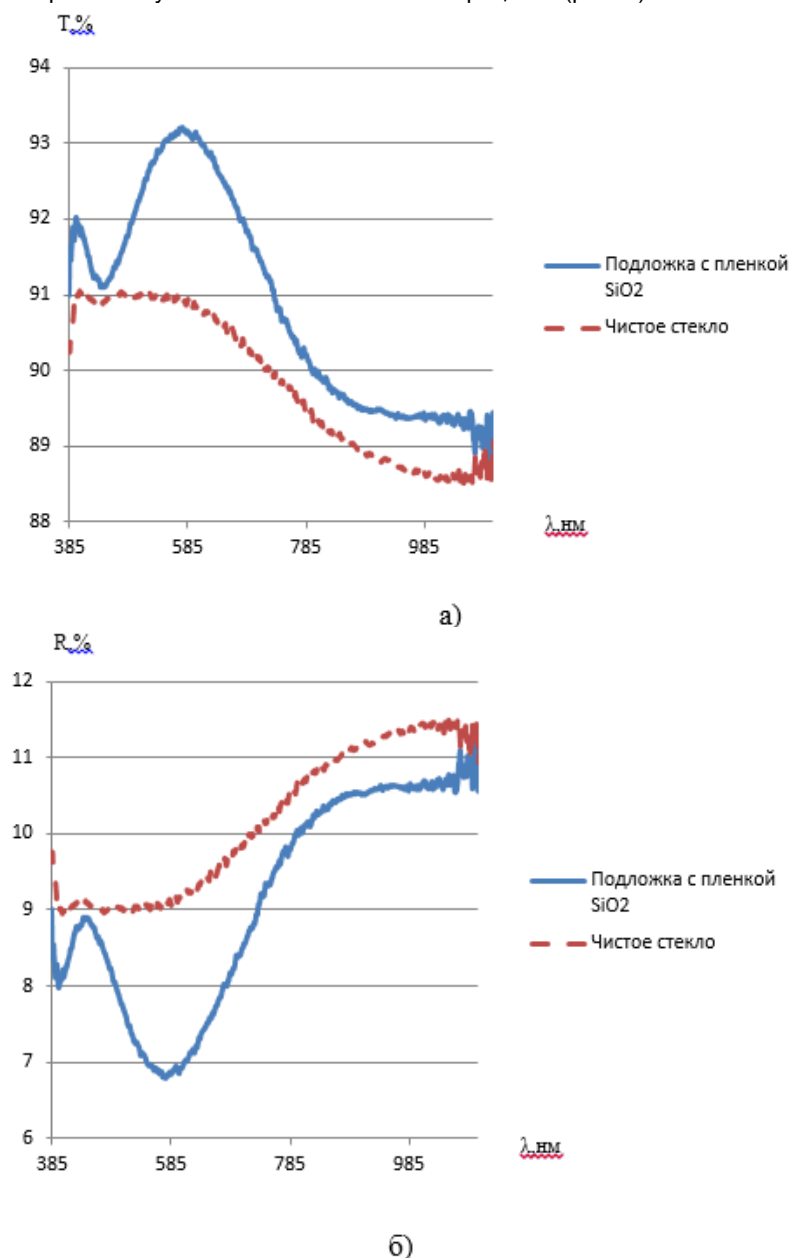 T,%
94
93
92
91
90
89
88
385 585 785 985
λ,нм
Подложка с пленкой
SiO2
Чистое стекло
а)
R,%
12
11
10
9
8
7
6
385 585 785 985
λ,нм
Подложка с пленкой
SiO2
Чистое стекло
б)